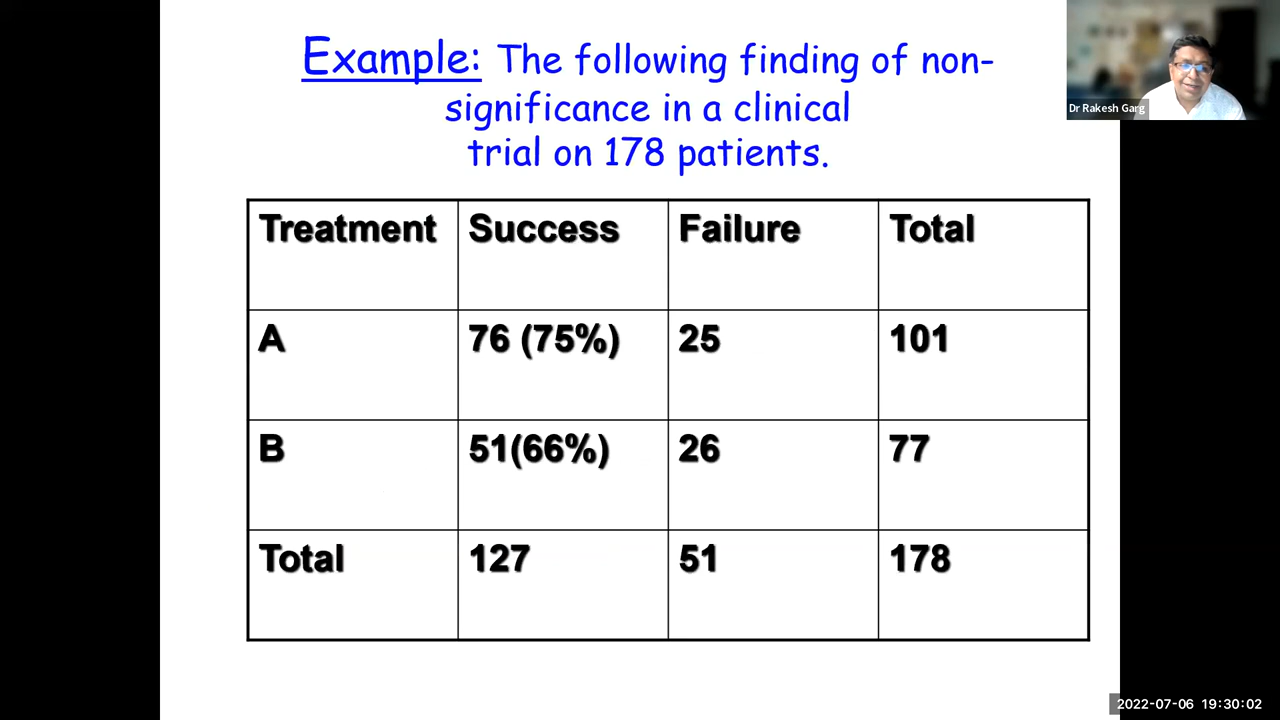 Example: The following finding of non-
significance in a clinical
trial on 178 patients.
Dr Rakesh Garg
Treatment Success Failure Total
A 76 (75%) 25 101
B 51(66%) 26 77
Total 127 51 178
2022-07-06 19:30:02